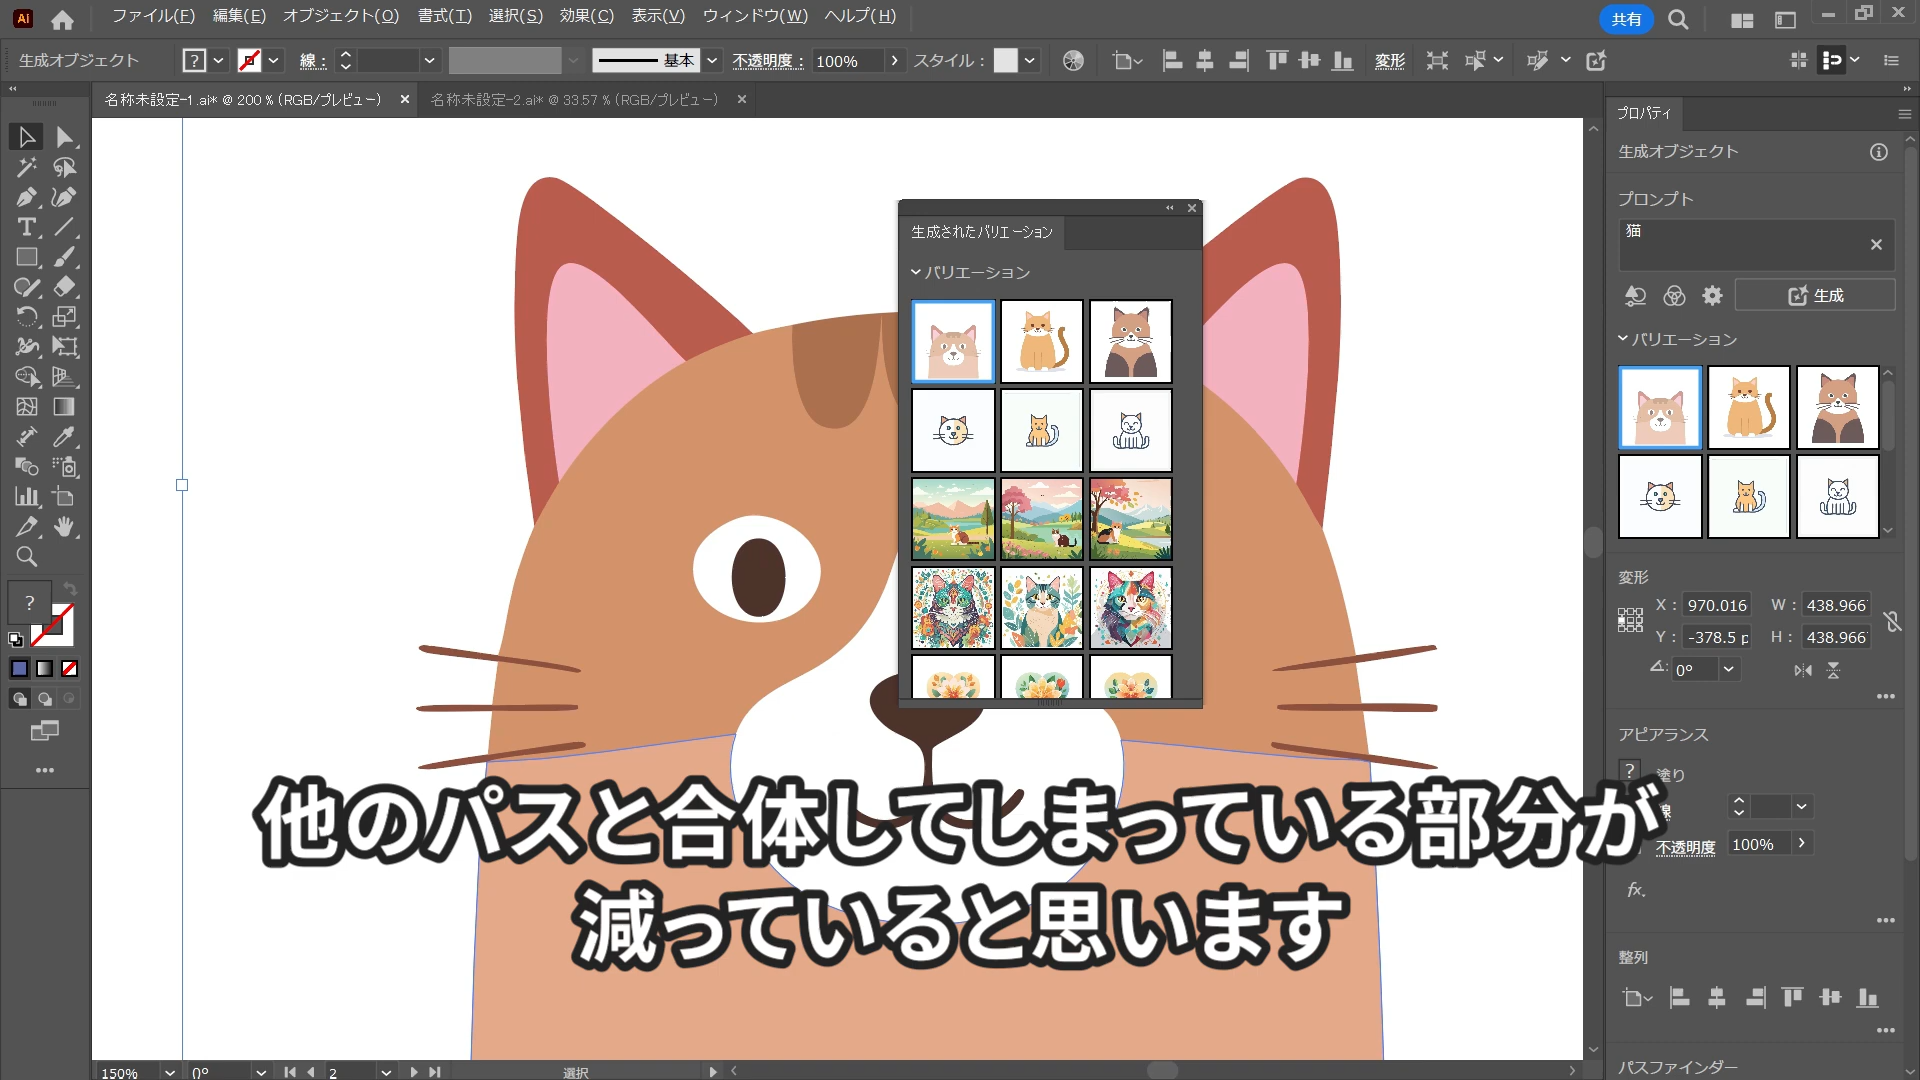 Ai ファイル(F) 編集(E) オブジェクト(O) 書式(T) 選択(S) 効果(C) 表示(V) ウィンドウ(W) ヘルプ(H) 共有
生成オブジェクト ? 線： 基本 不透明度： 100% スタイル： 変形
名称未設定-1.ai* @ 200 % (RGB/プレビュー) 名称未設定-2.ai* @ 33.57 % (RGB/プレビュー)
プロパティ
生成オブジェクト
プロンプト
猫
生成
バリエーション
生成されたバリエーション
バリエーション
変形
X： 970.016 W： 438.966
Y： -378.5 p H： 438.966
0°
アピアランス
? 塗り
線
不透明度 100%
fx.
整列
パスファインダー
?
他のパスと合体してしまっている部分が
減っていると思います
150% 0° 2 選択